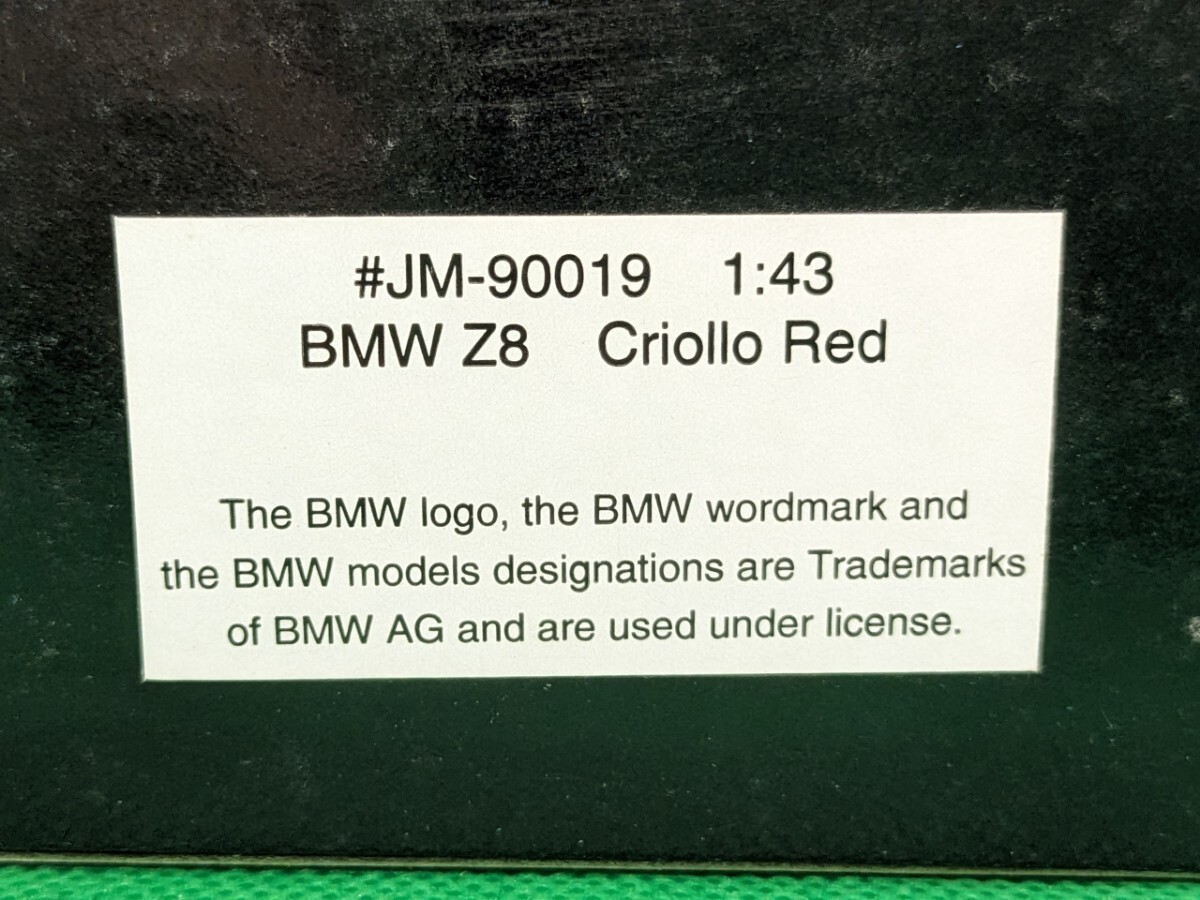 #JM-90019 1:43
BMW Z8 Criollo Red
The BMW logo, the BMW wordmark and
the BMW models designations are Trademarks
of BMW AG and are used under license.